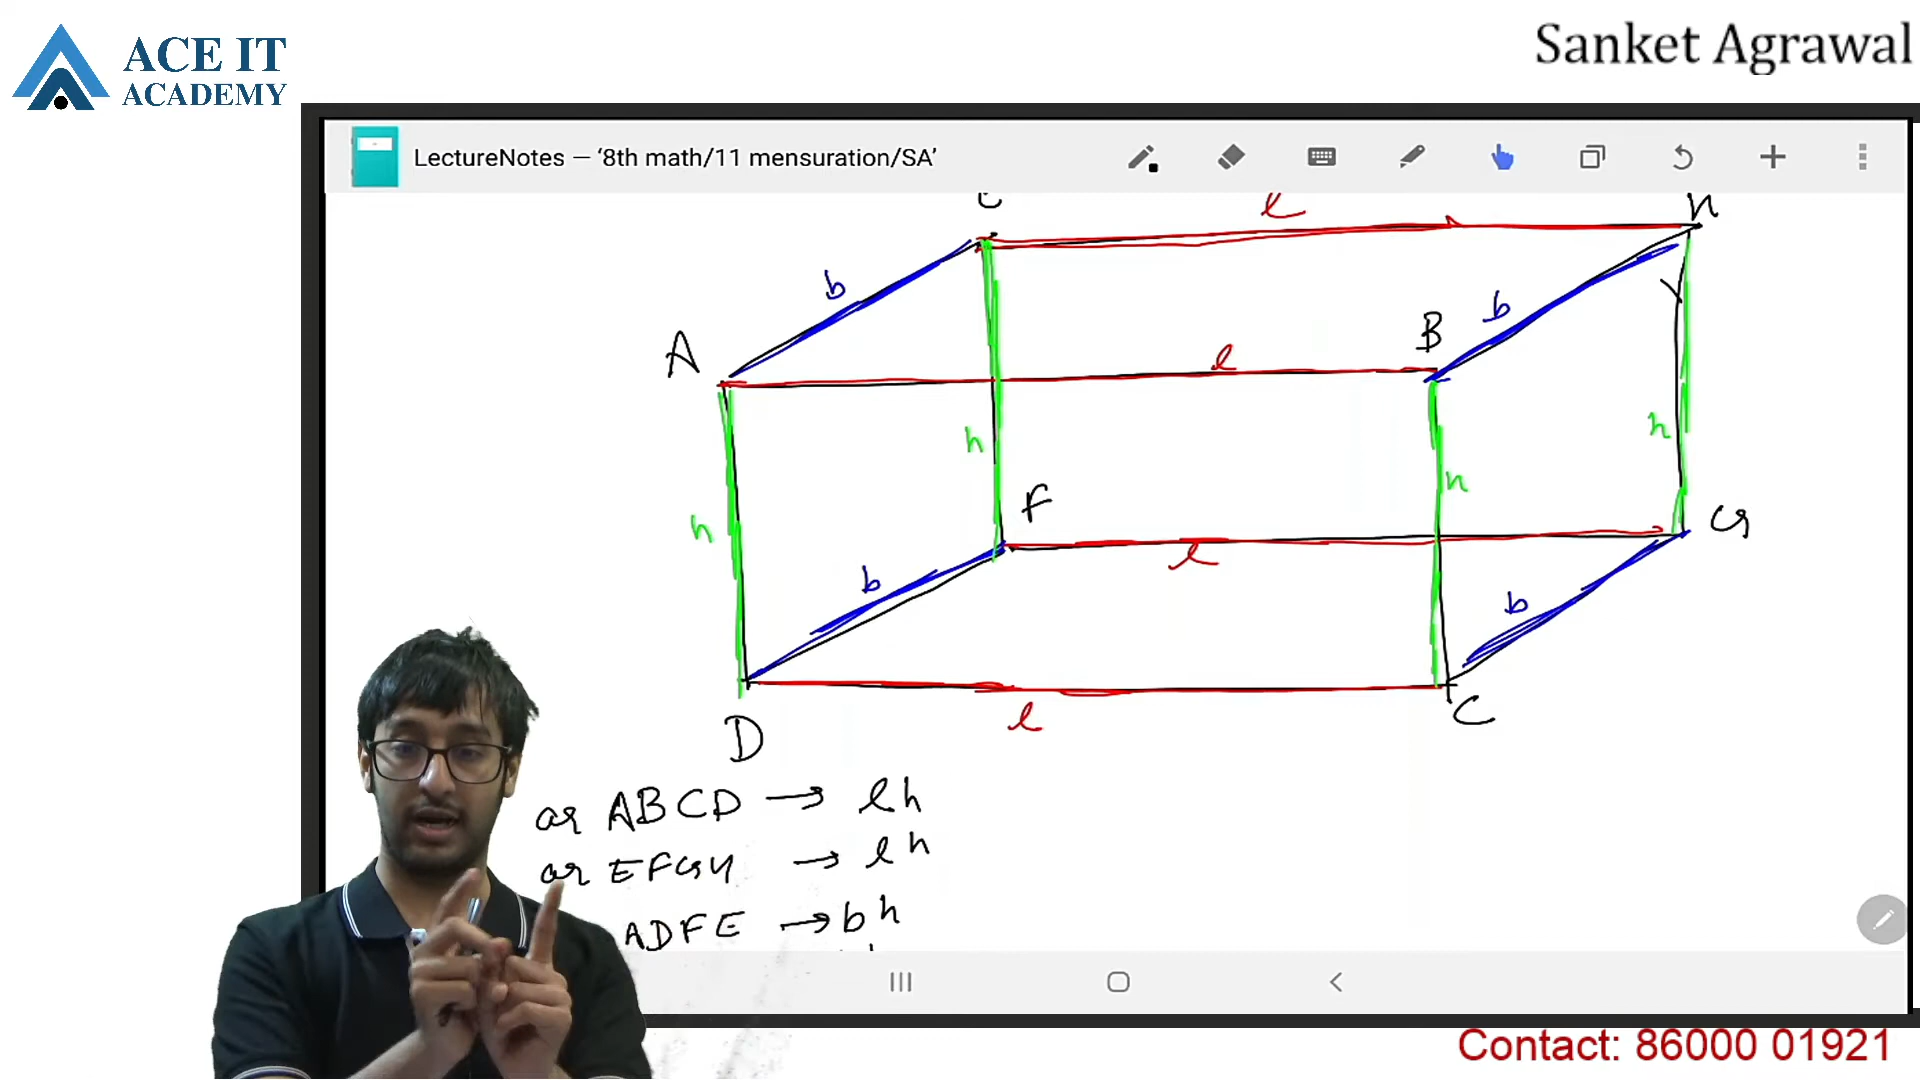 ACE IT
ACADEMY
Sanket Agrawal
LectureNotes — ‘8th math/11 mensuration/SA’
l
H
b
b
B
A
l
h
h
h
F
G
h
l
b
b
l
C
D
ar ABCD → lh
ar EFGH → lh
ADFE → bh
Contact: 86000 01921